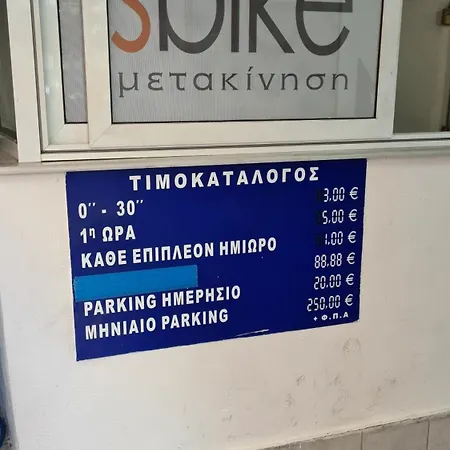 sbike
μετακίνηση
ΤΙΜΟΚΑΤΑΛΟΓΟΣ
0'' - 30'' 3.00 €
1η ΩΡΑ 5.00 €
ΚΑΘΕ ΕΠΙΠΛΕΟΝ ΗΜΙΩΡΟ 1.00 €
88.88 €
PARKING ΗΜΕΡΗΣΙΟ 20.00 €
ΜΗΝΙΑΙΟ PARKING 250.00 €
+ Φ.Π.Α